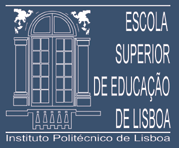 ESCOLA
SUPERIOR
DE EDUCAÇÃO
DE LISBOA
Instituto Politécnico de Lisboa